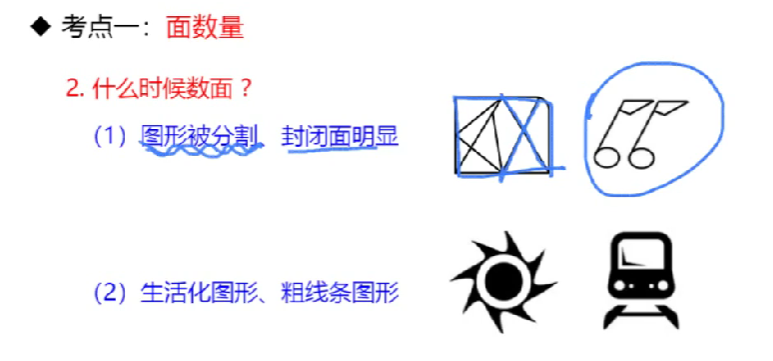 ◆ 考点一：面数量
2. 什么时候数面？
（1）图形被分割、封闭面明显
（2）生活化图形、粗线条图形